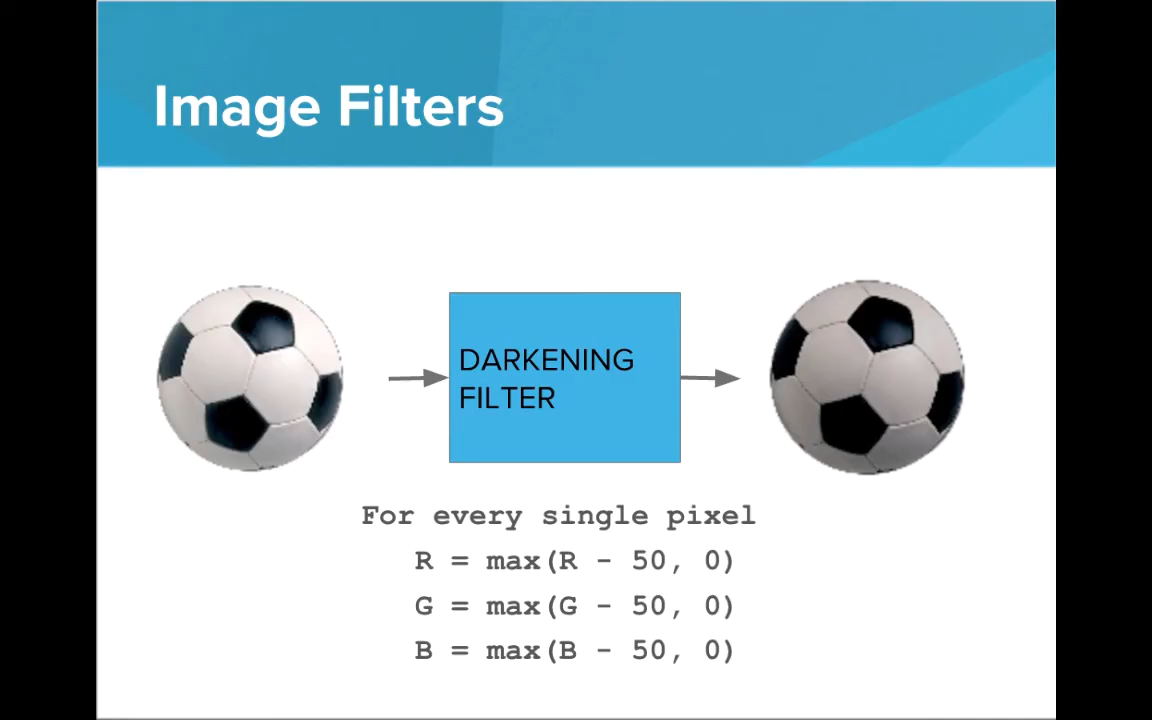 Image Filters
DARKENING
FILTER
For every single pixel
R = max(R - 50, 0)
G = max(G - 50, 0)
B = max(B - 50, 0)